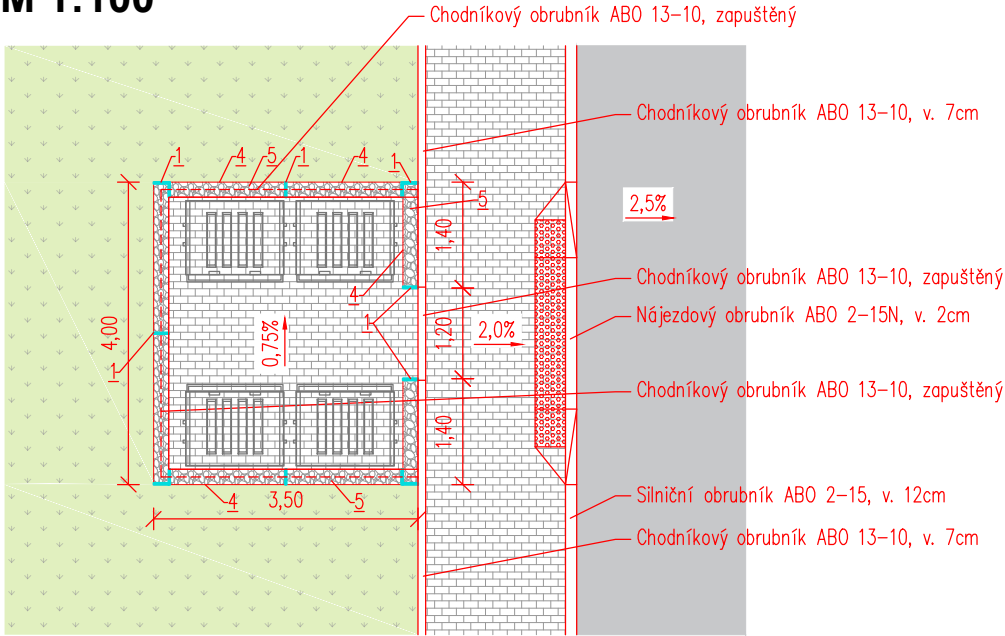 M 1:100
Chodníkový obrubník ABO 13-10, zapuštěný
Chodníkový obrubník ABO 13-10, v. 7cm
1 4 5 1 4 1
5
2,5%
1,40
Chodníkový obrubník ABO 13-10, zapuštěný
4
Nájezdový obrubník ABO 2-15N, v. 2cm
1
4,00
0,75%
1,20
2,0%
1
Chodníkový obrubník ABO 13-10, zapuštěný
1,40
4 3,50 5
Silniční obrubník ABO 2-15, v. 12cm
Chodníkový obrubník ABO 13-10, v. 7cm